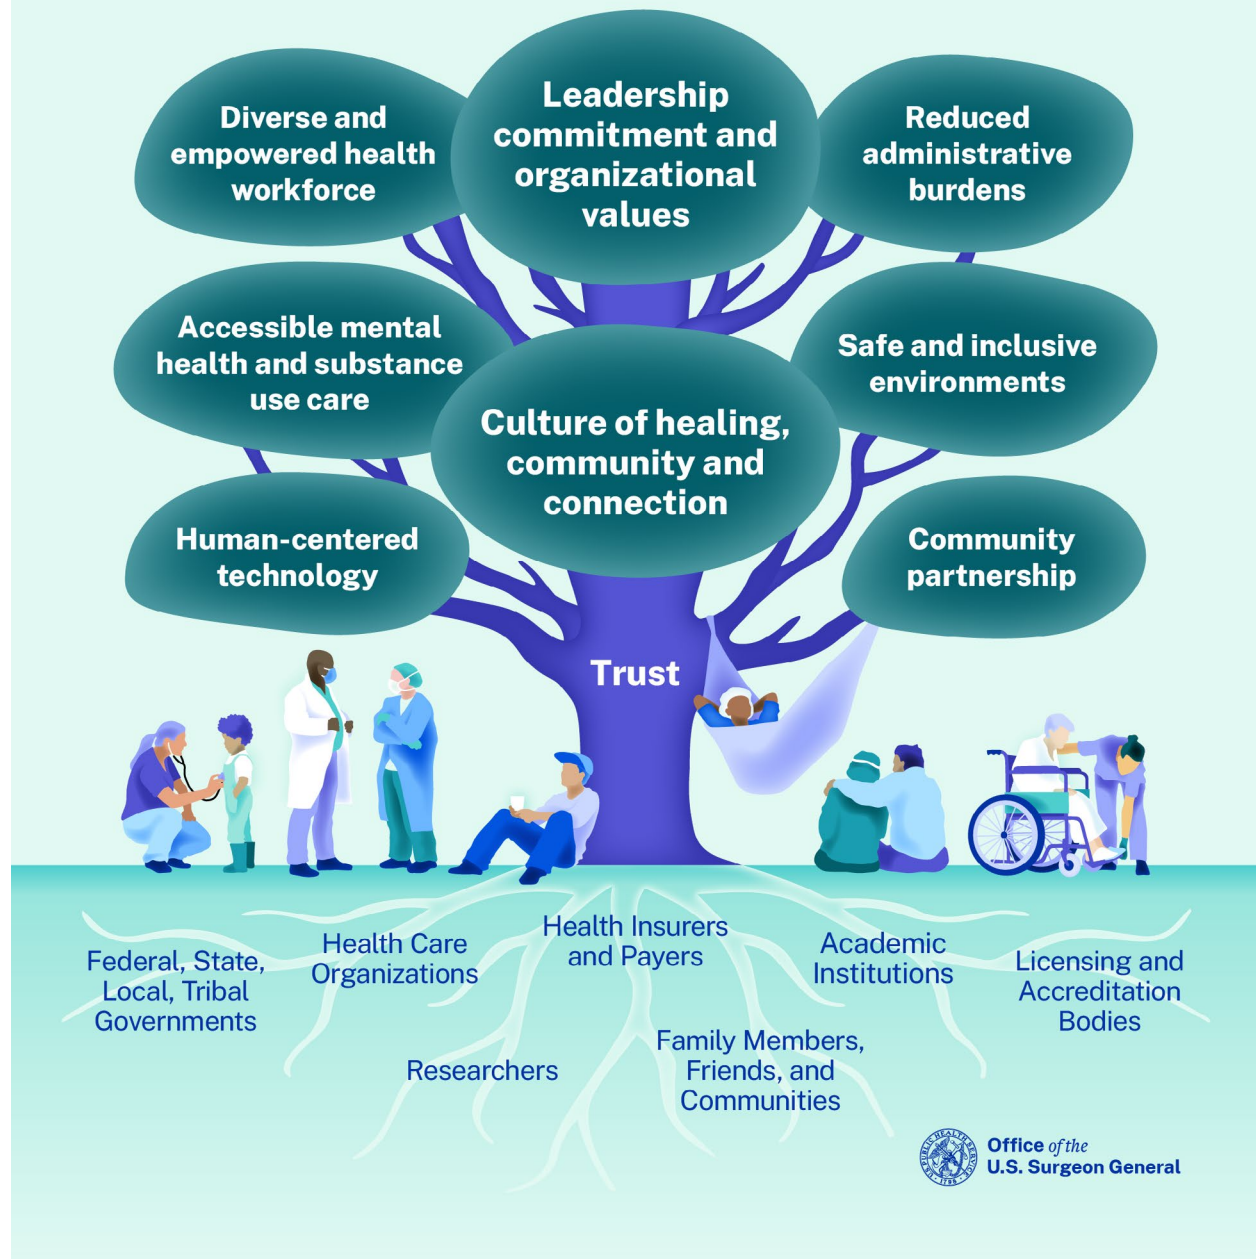 Diverse and
empowered health
workforce
Leadership
commitment and
organizational
values
Reduced
administrative
burdens
Accessible mental
health and substance
use care
Culture of healing,
community and
connection
Safe and inclusive
environments
Human-centered
technology
Community
partnership
Trust
Federal, State,
Local, Tribal
Governments
Health Care
Organizations
Health Insurers
and Payers
Academic
Institutions
Licensing and
Accreditation
Bodies
Researchers
Family Members,
Friends, and
Communities
Office of the
U.S. Surgeon General